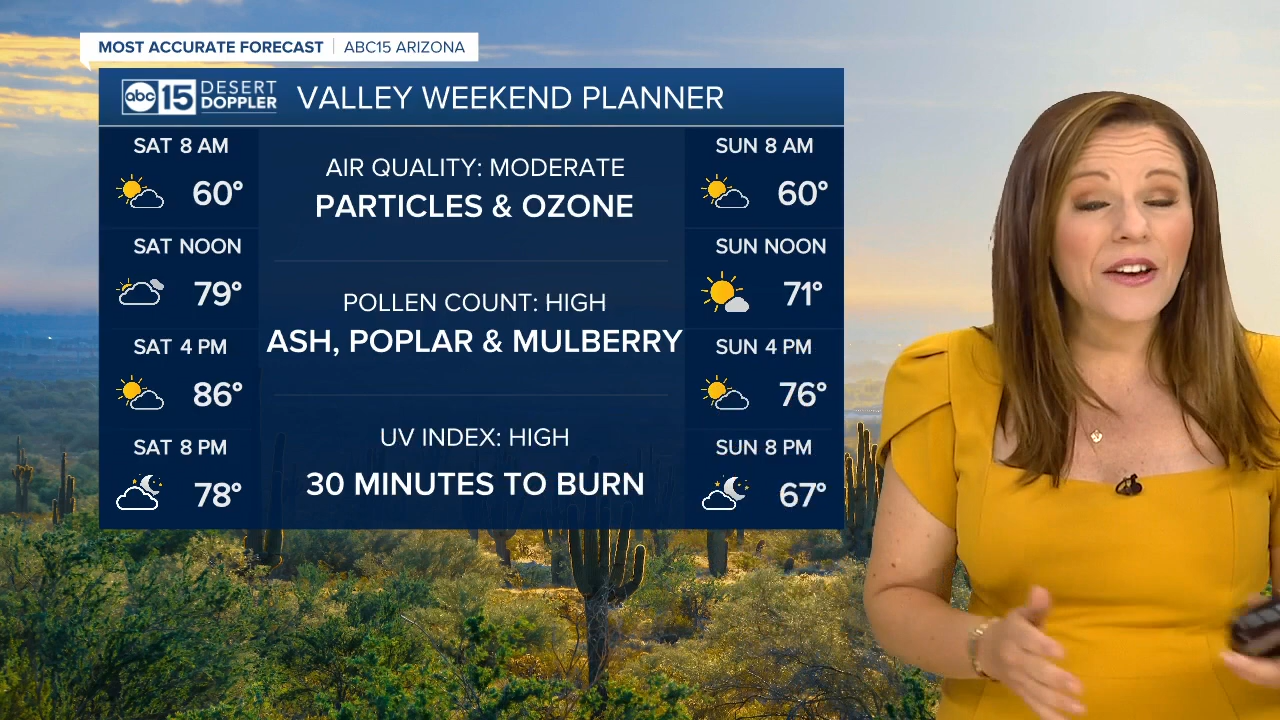 MOST ACCURATE FORECAST | ABC15 ARIZONA
abc 15 DESERT DOPPLER
VALLEY WEEKEND PLANNER
SAT 8 AM
60°
SAT NOON
79°
SAT 4 PM
86°
SAT 8 PM
78°
AIR QUALITY: MODERATE
PARTICLES & OZONE
POLLEN COUNT: HIGH
ASH, POPLAR & MULBERRY
UV INDEX: HIGH
30 MINUTES TO BURN
SUN 8 AM
60°
SUN NOON
71°
SUN 4 PM
76°
SUN 8 PM
67°